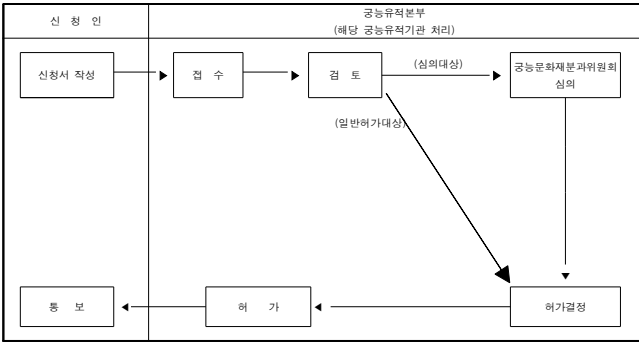 신 청 인
궁능유적본부
(해당 궁능유적기관 처리)
신청서 작성
접 수
검 토
(심의대상)
궁능문화재분과위원회
심의
(일반허가대상)
통 보
허 가
허가결정